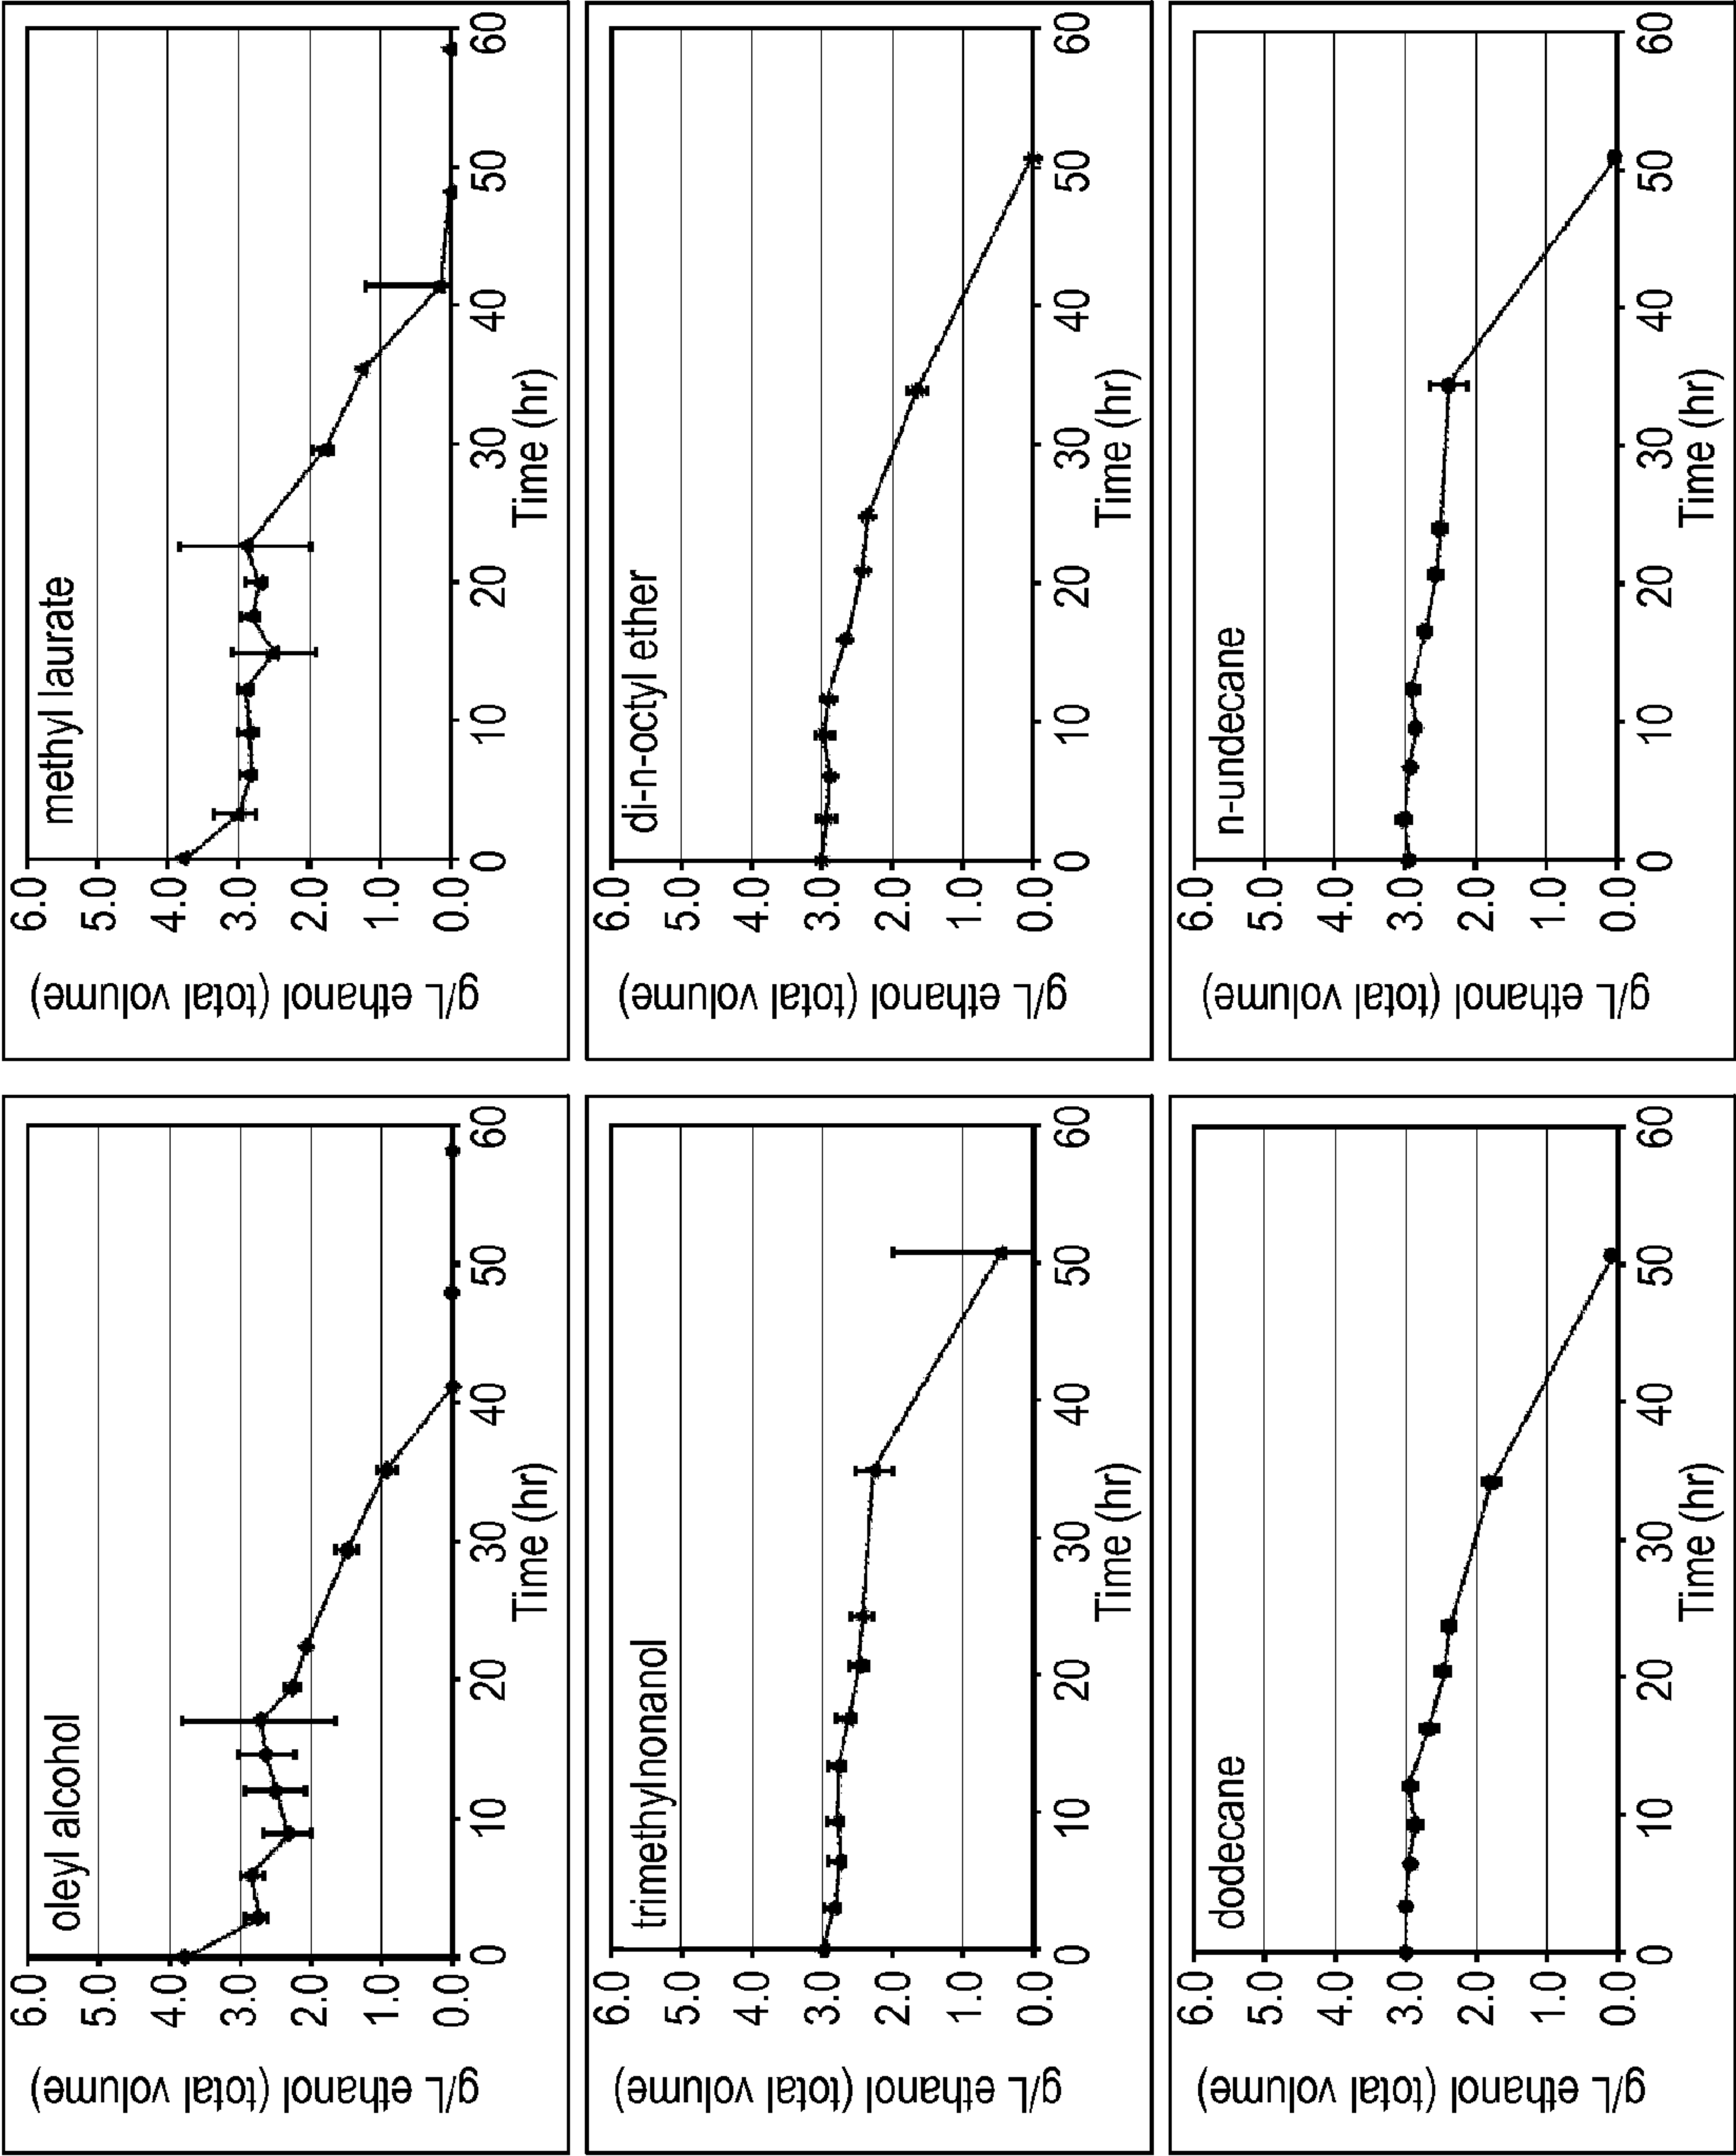 oleyl alcohol
g/L ethanol (total volume)
6.0
5.0
4.0
3.0
2.0
1.0
0.0
0 10 20 30 40 50 60
Time (hr)
methyl laurate
g/L ethanol (total volume)
6.0
5.0
4.0
3.0
2.0
1.0
0.0
0 10 20 30 40 50 60
Time (hr)
trimethylnonanol
g/L ethanol (total volume)
6.0
5.0
4.0
3.0
2.0
1.0
0.0
0 10 20 30 40 50 60
Time (hr)
di-n-octyl ether
g/L ethanol (total volume)
6.0
5.0
4.0
3.0
2.0
1.0
0.0
0 10 20 30 40 50 60
Time (hr)
dodecane
g/L ethanol (total volume)
6.0
5.0
4.0
3.0
2.0
1.0
0.0
0 10 20 30 40 50 60
Time (hr)
n-undecane
g/L ethanol (total volume)
6.0
5.0
4.0
3.0
2.0
1.0
0.0
0 10 20 30 40 50 60
Time (hr)